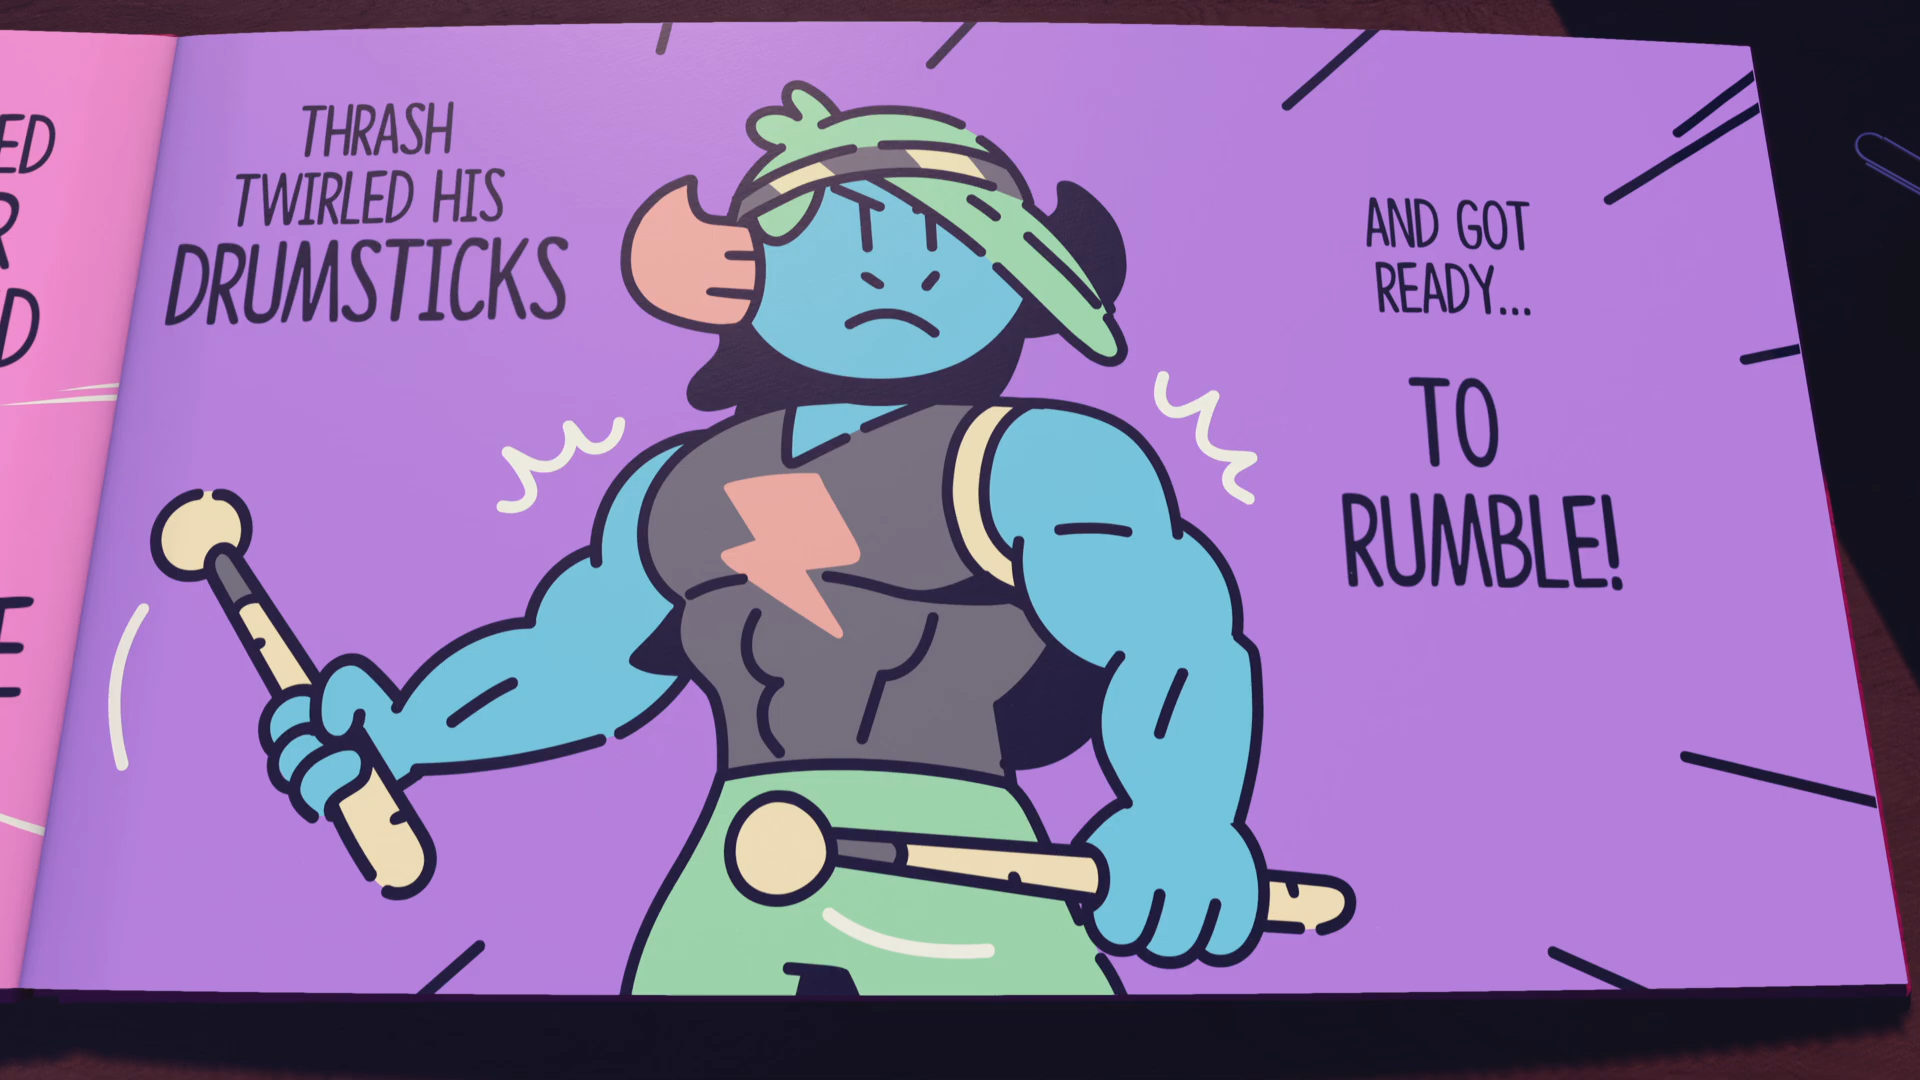 THRASH
TWIRLED HIS
DRUMSTICKS
AND GOT
READY...
TO
RUMBLE!